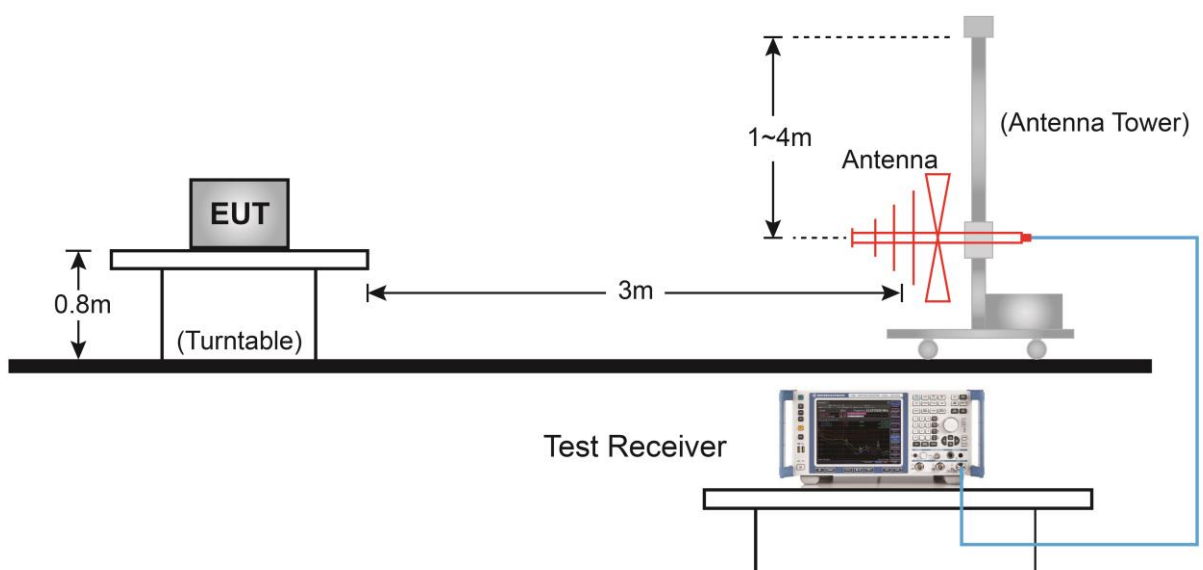 1~4m
(Antenna Tower)
Antenna
EUT
0.8m
3m
(Turntable)
Test Receiver